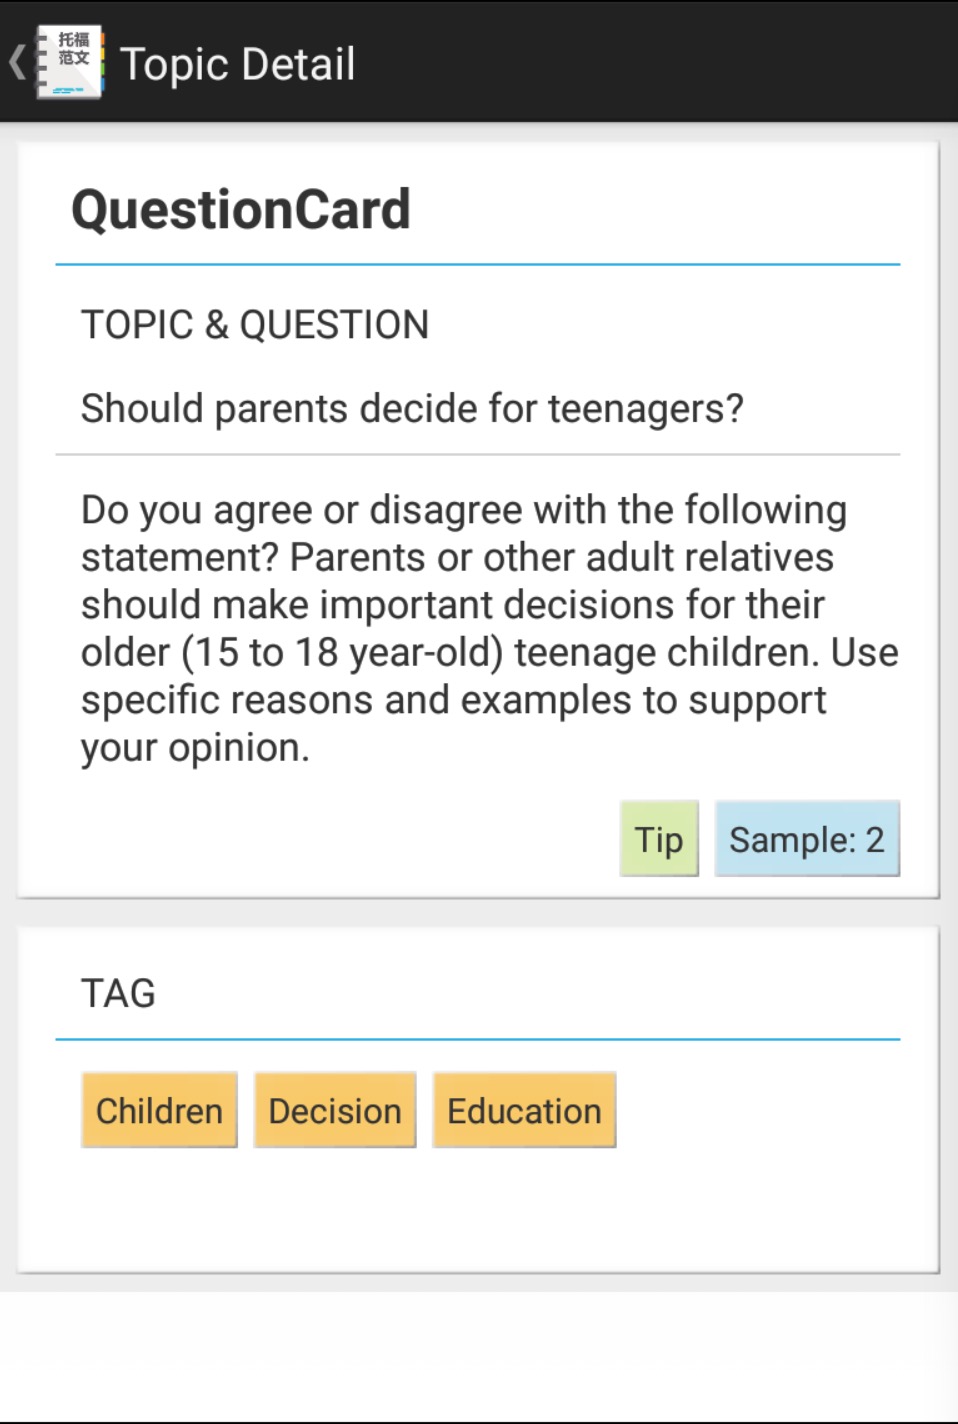 托福
范文
Topic Detail
QuestionCard
TOPIC & QUESTION
Should parents decide for teenagers?
Do you agree or disagree with the following
statement? Parents or other adult relatives
should make important decisions for their
older (15 to 18 year-old) teenage children. Use
specific reasons and examples to support
your opinion.
Tip
Sample: 2
TAG
Children
Decision
Education